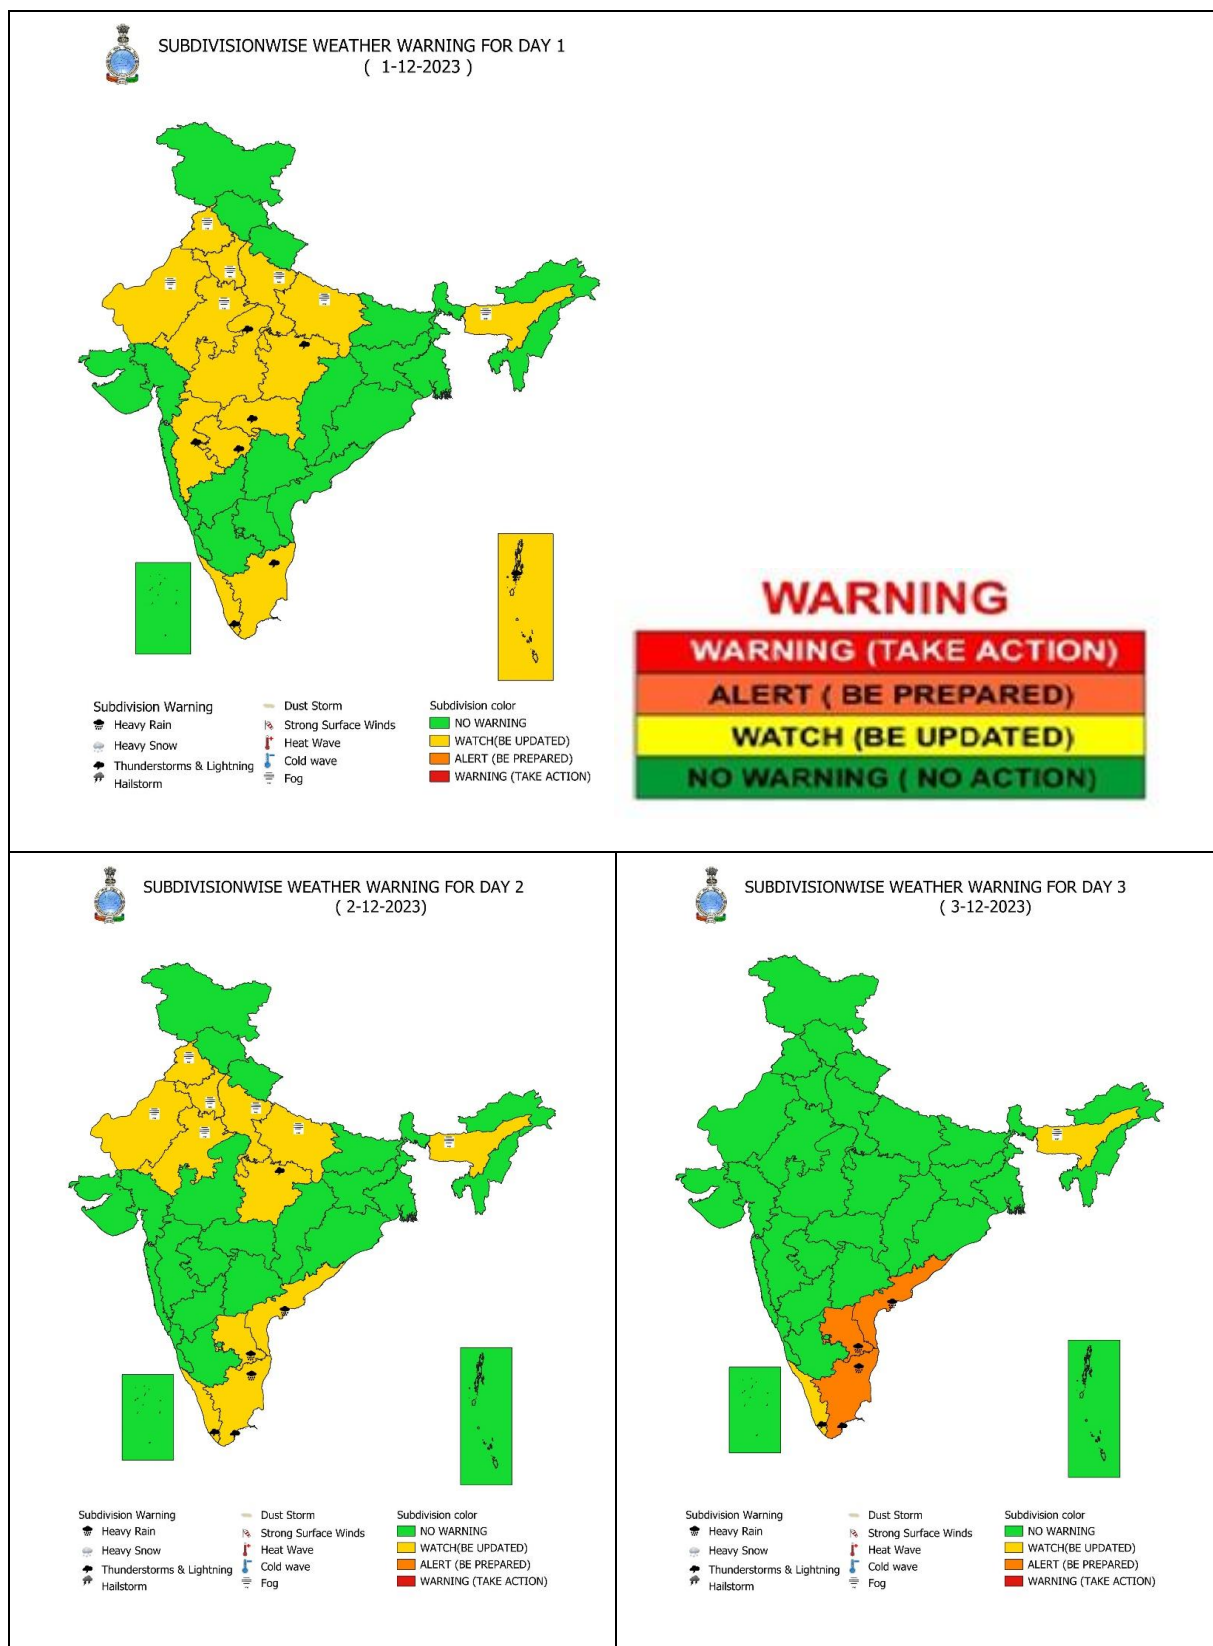 SUBDIVISIONWISE WEATHER WARNING FOR DAY 1
( 1-12-2023 )
Subdivision Warning
Heavy Rain
Heavy Snow
Thunderstorms & Lightning
Hailstorm
Dust Storm
Strong Surface Winds
Heat Wave
Cold wave
Fog
Subdivision color
NO WARNING
WATCH(BE UPDATED)
ALERT (BE PREPARED)
WARNING (TAKE ACTION)
WARNING
WARNING (TAKE ACTION)
ALERT ( BE PREPARED)
WATCH (BE UPDATED)
NO WARNING ( NO ACTION)
SUBDIVISIONWISE WEATHER WARNING FOR DAY 2
( 2-12-2023)
Subdivision Warning
Heavy Rain
Heavy Snow
Thunderstorms & Lightning
Hailstorm
Dust Storm
Strong Surface Winds
Heat Wave
Cold wave
Fog
Subdivision color
NO WARNING
WATCH(BE UPDATED)
ALERT (BE PREPARED)
WARNING (TAKE ACTION)
SUBDIVISIONWISE WEATHER WARNING FOR DAY 3
( 3-12-2023)
Subdivision Warning
Heavy Rain
Heavy Snow
Thunderstorms & Lightning
Hailstorm
Dust Storm
Strong Surface Winds
Heat Wave
Cold wave
Fog
Subdivision color
NO WARNING
WATCH(BE UPDATED)
ALERT (BE PREPARED)
WARNING (TAKE ACTION)